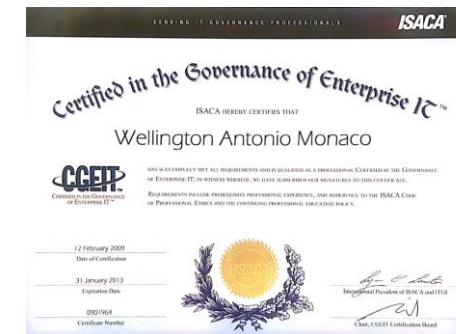 SERVING IT GOVERNANCE PROFESSIONALS
ISACA
Certified in the Governance of Enterprise IT™
ISACA HEREBY CERTIFIES THAT
Wellington Antonio Monaco
HAS SUCCESSFULLY MET ALL REQUIREMENTS AND IS QUALIFIED AS A PROFESSIONAL CERTIFIED IN THE GOVERNANCE
OF ENTERPRISE IT; IN WITNESS WHEREOF, WE HAVE SUBSCRIBED OUR SIGNATURES TO THIS CERTIFICATE.
REQUIREMENTS INCLUDE PREREQUISITE PROFESSIONAL EXPERIENCE, AND ADHERENCE TO THE ISACA CODE
OF PROFESSIONAL ETHICS AND THE CONTINUING PROFESSIONAL EDUCATION POLICY.
CGEIT™
CERTIFIED IN THE GOVERNANCE
OF ENTERPRISE IT™
12 February 2009
Date of Certification
31 January 2013
Expiration Date
0901964
Certificate Number
International President of ISACA and ITGI
Chair, CGEIT Certification Board